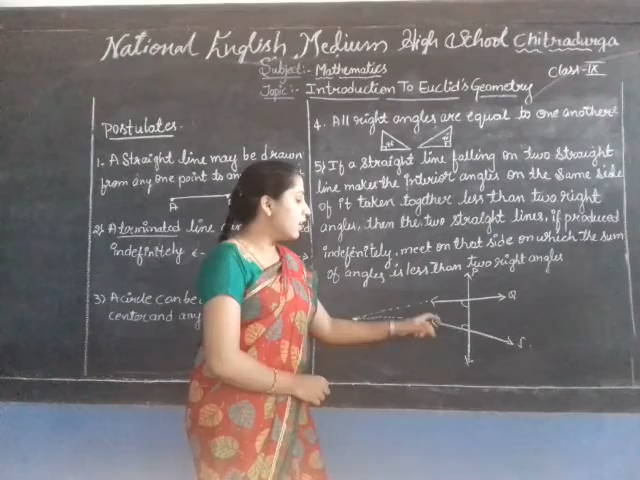 National English Medium High School Chitradurga
Subject:- Mathematics
Class-IX
Topic:- Introduction To Euclid's Geometry
Postulates.
1. A Straight line may be drawn
from any one point to an
A
2) A terminated line
indefinitely
3) A circle can be
center and any
4. All right angles are equal to one another
5) If a straight line falling on two straight
line makes the interior angles on the same side
of it taken together less than two right
angles, then the two straight lines, if produced
indefinitely, meet on that side on which the sum
of angles is less than two right angles
P
Q
S.